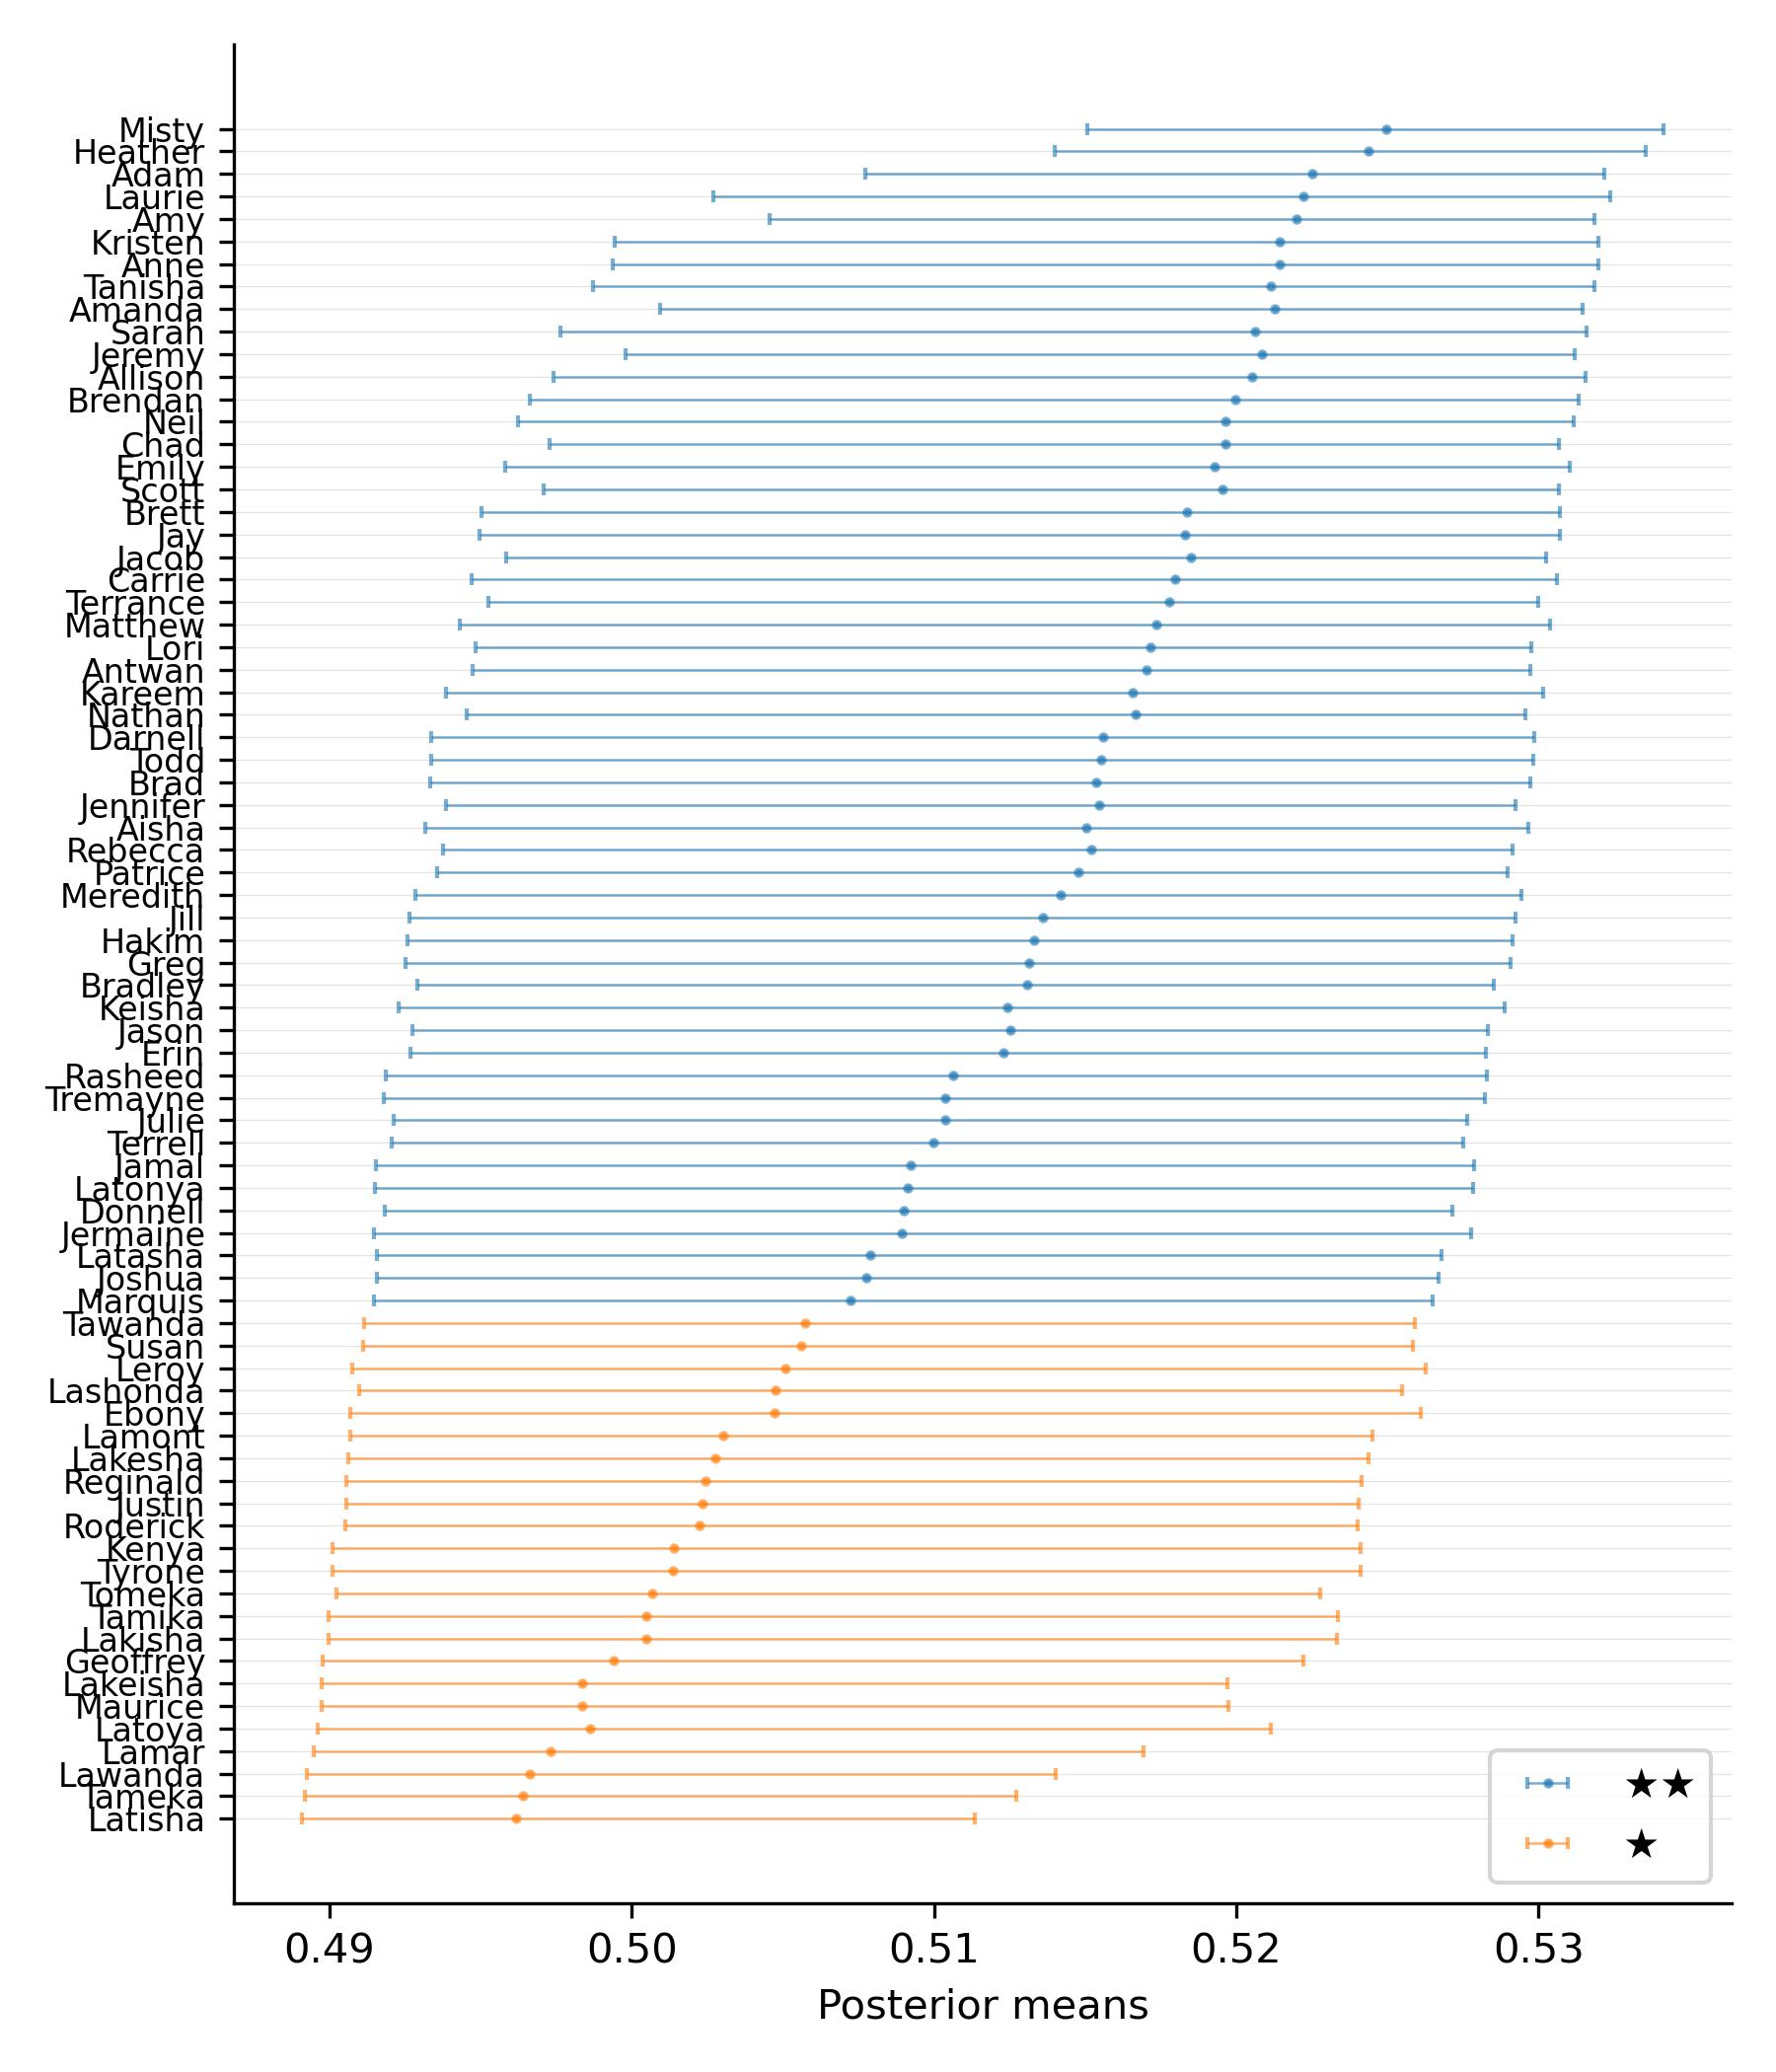 Misty
Heather
Adam
Laurie
Amy
Kristen
Anne
Tanisha
Amanda
Sarah
Jeremy
Allison
Brendan
Neil
Chad
Emily
Scott
Brett
Jay
Jacob
Carrie
Terrance
Matthew
Lori
Antwan
Kareem
Nathan
Darnell
Todd
Brad
Jennifer
Aisha
Rebecca
Patrice
Meredith
Jill
Hakim
Greg
Bradley
Keisha
Jason
Erin
Rasheed
Tremayne
Julie
Terrell
Jamal
Latonya
Donnell
Jermaine
Latasha
Joshua
Marquis
Tawanda
Susan
Leroy
Lashonda
Ebony
Lamont
Lakesha
Reginald
Justin
Roderick
Kenya
Tyrone
Tomeka
Tamika
Lakisha
Geoffrey
Lakeisha
Maurice
Latoya
Lamar
Lawanda
Tameka
Latisha
★★
★
0.49 0.50 0.51 0.52 0.53
Posterior means